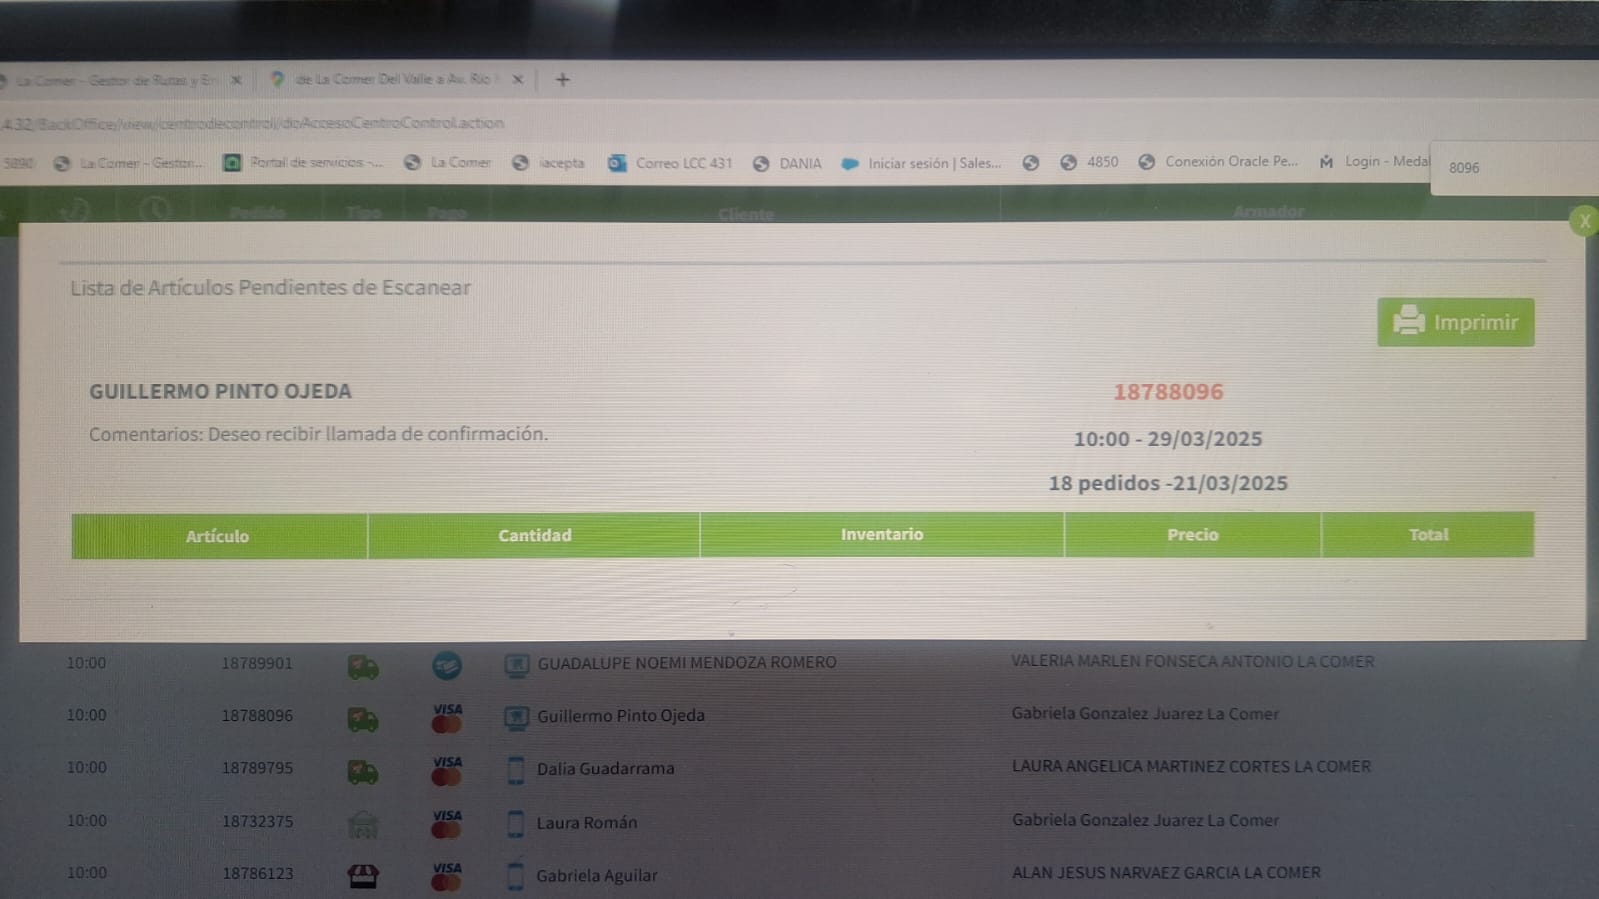 La Comer - Gestor de Rutas y En
de La Comer Del Valle a Av. Río
432/BackOffice/view/centrodecontrol/doAccesoCentroControl.action
5890 La Comer - Gestor... Portal de servicios -... La Comer iacepta Correo LCC 431 DANIA Iniciar sesión | Sales... 4850 Conexión Oracle Pe... Login - Medal
8096
Pedido Tipo Pago Cliente Armador
X
Lista de Artículos Pendientes de Escanear
Imprimir
GUILLERMO PINTO OJEDA
18788096
Comentarios: Deseo recibir llamada de confirmación.
10:00 - 29/03/2025
18 pedidos -21/03/2025
Artículo Cantidad Inventario Precio Total
10:00 18789901 GUADALUPE NOEMI MENDOZA ROMERO VALERIA MARLEN FONSECA ANTONIO LA COMER
10:00 18788096 VISA Guillermo Pinto Ojeda Gabriela Gonzalez Juarez La Comer
10:00 18789795 VISA Dalia Guadarrama LAURA ANGELICA MARTINEZ CORTES LA COMER
10:00 18732375 VISA Laura Román Gabriela Gonzalez Juarez La Comer
10:00 18786123 VISA Gabriela Aguilar ALAN JESUS NARVAEZ GARCIA LA COMER